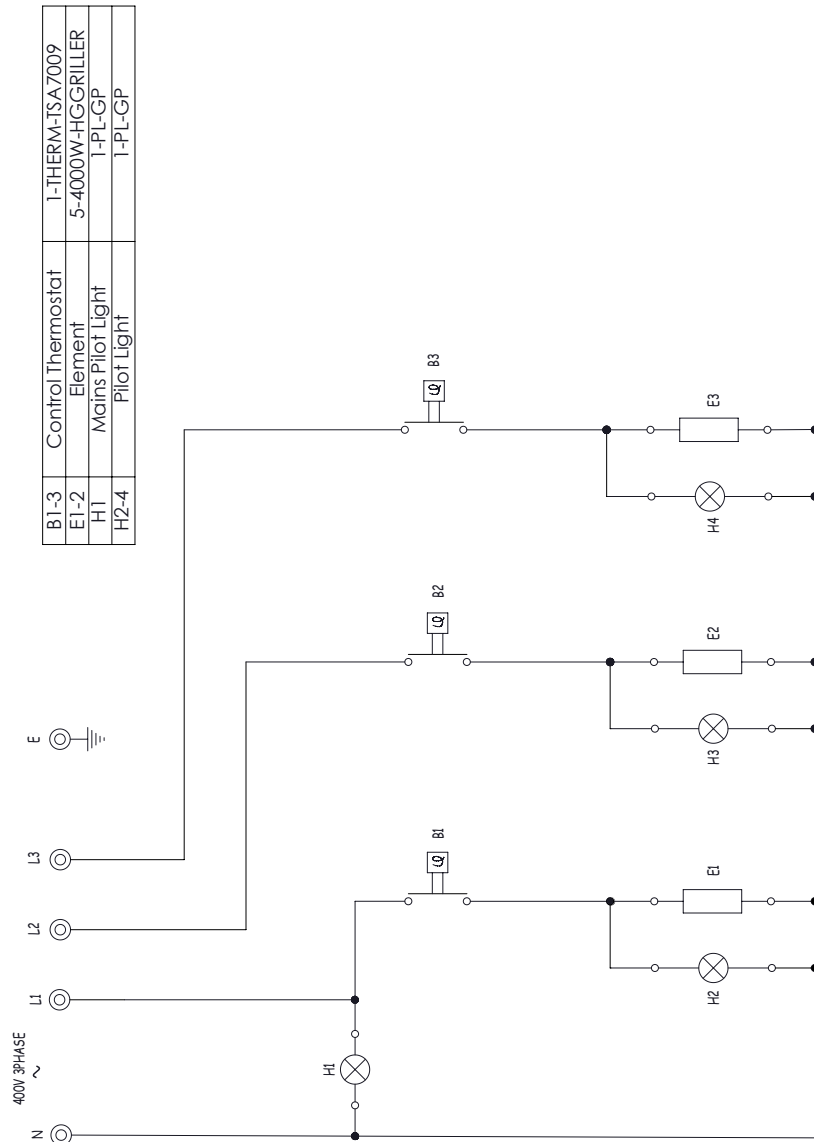 B1-3 Control Thermostat 1-THERM-TSA7009
E1-2 Element 5-4000W-HGGRILLER
H1 Mains Pilot Light 1-PL-GP
H2-4 Pilot Light 1-PL-GP
400V 3PHASE
~
N
L1
L2
L3
E
H1
B1
B2
B3
H2
E1
H3
E2
H4
E3